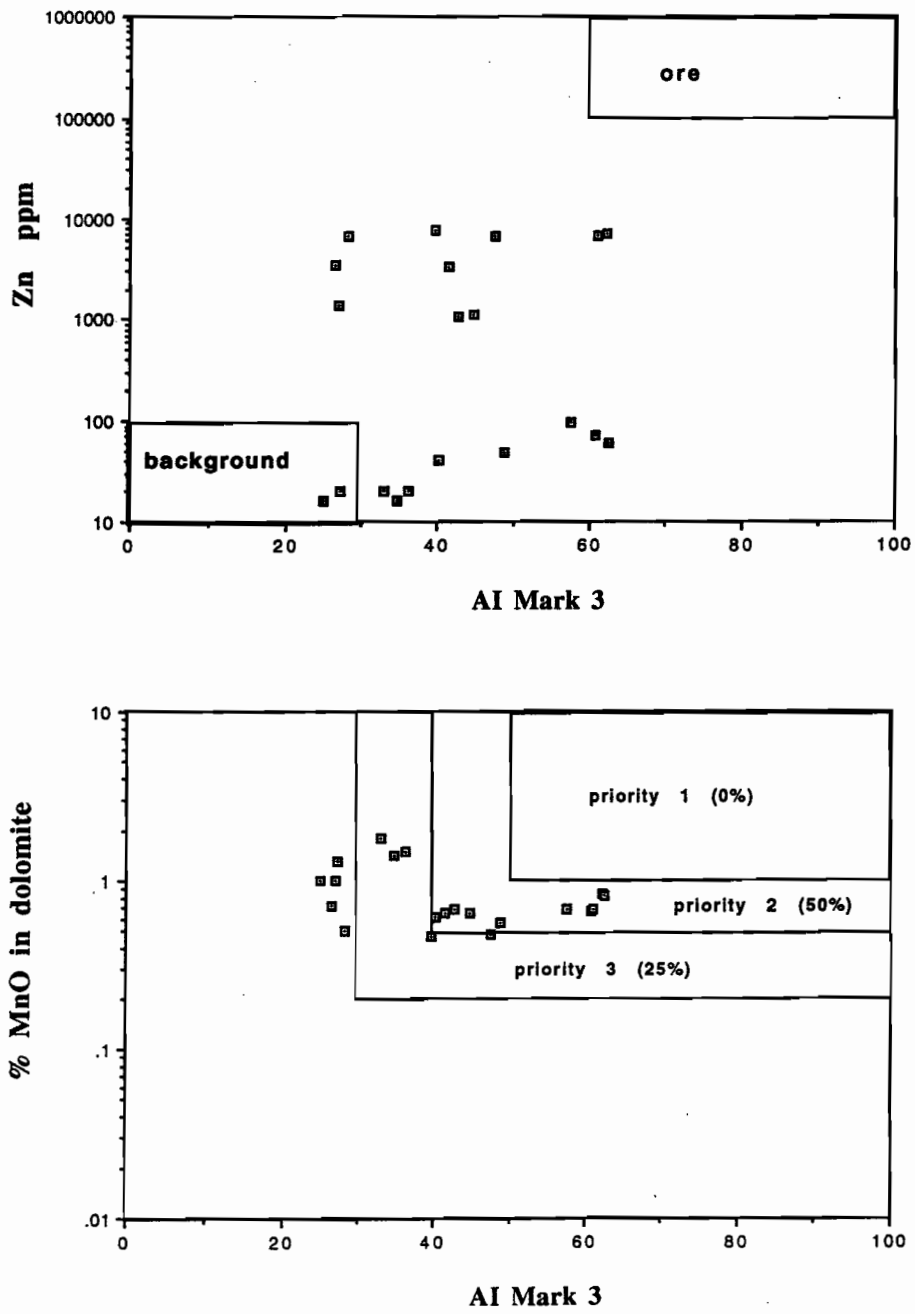 1000000
100000
10000
1000
100
10
Zn ppm
ore
background
0 20 40 60 80 100
AI Mark 3
10
.1
.1
.01
% MnO in dolomite
priority 1 (0%)
priority 2 (50%)
priority 3 (25%)
0 20 40 60 80 100
AI Mark 3